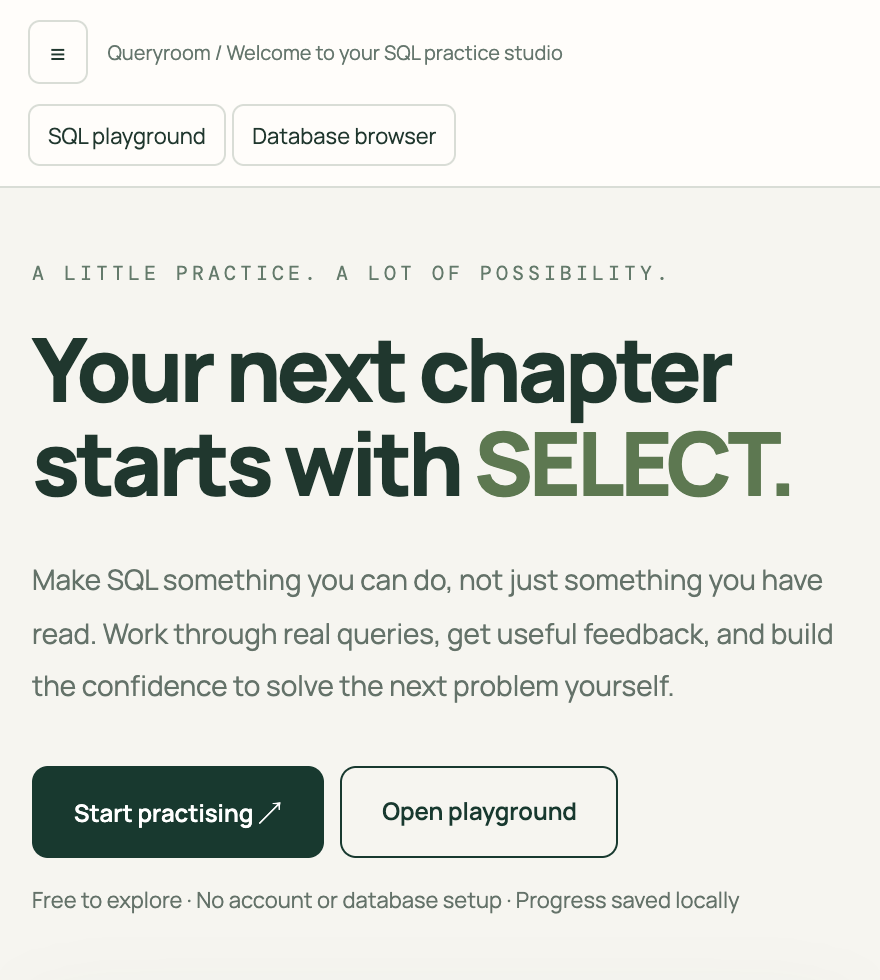 ≡ Queryroom / Welcome to your SQL practice studio
SQL playground Database browser
A LITTLE PRACTICE. A LOT OF POSSIBILITY.
Your next chapter
starts with SELECT.
Make SQL something you can do, not just something you have
read. Work through real queries, get useful feedback, and build
the confidence to solve the next problem yourself.
Start practising ↗ Open playground
Free to explore · No account or database setup · Progress saved locally